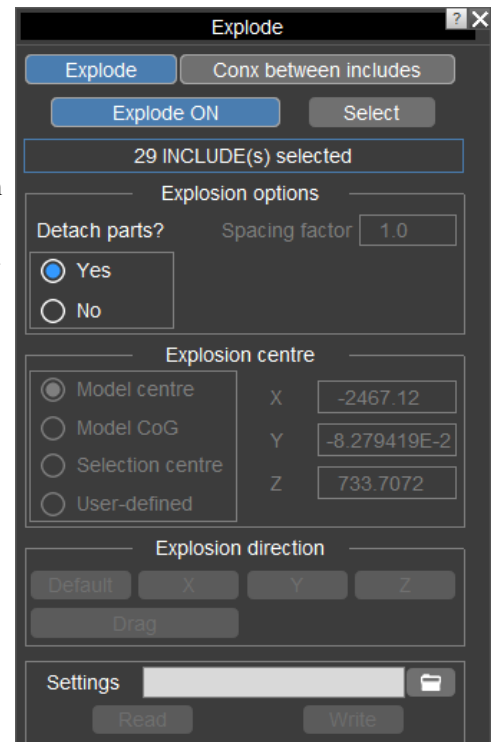 Explode ?
Explode Conx between includes
Explode ON Select
29 INCLUDE(s) selected
Explosion options
Detach parts? Spacing factor 1.0
Yes
No
Explosion centre
Model centre X -2467.12
Model CoG Y -8.279419E-2
Selection centre
Z 733.7072
User-defined
Explosion direction
Default X Y Z
Drag
Settings
Read Write